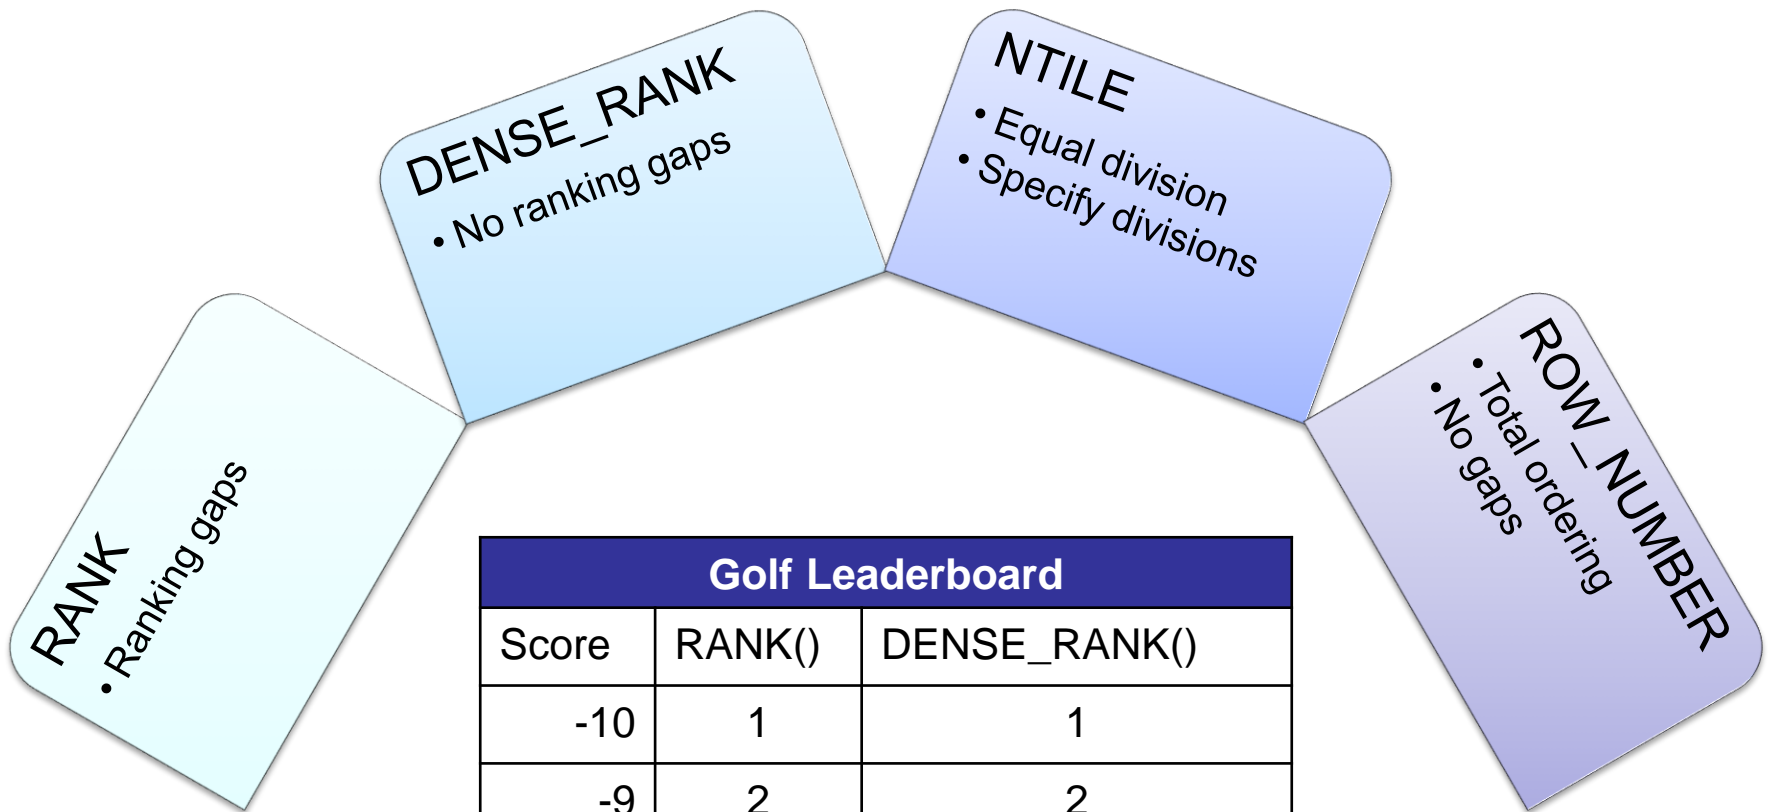 RANK
• Ranking gaps
DENSE_RANK
• No ranking gaps
NTILE
• Equal division
• Specify divisions
ROW_NUMBER
• Total ordering
• No gaps
Golf Leaderboard
Score RANK() DENSE_RANK()
-10 1 1
-9 2 2